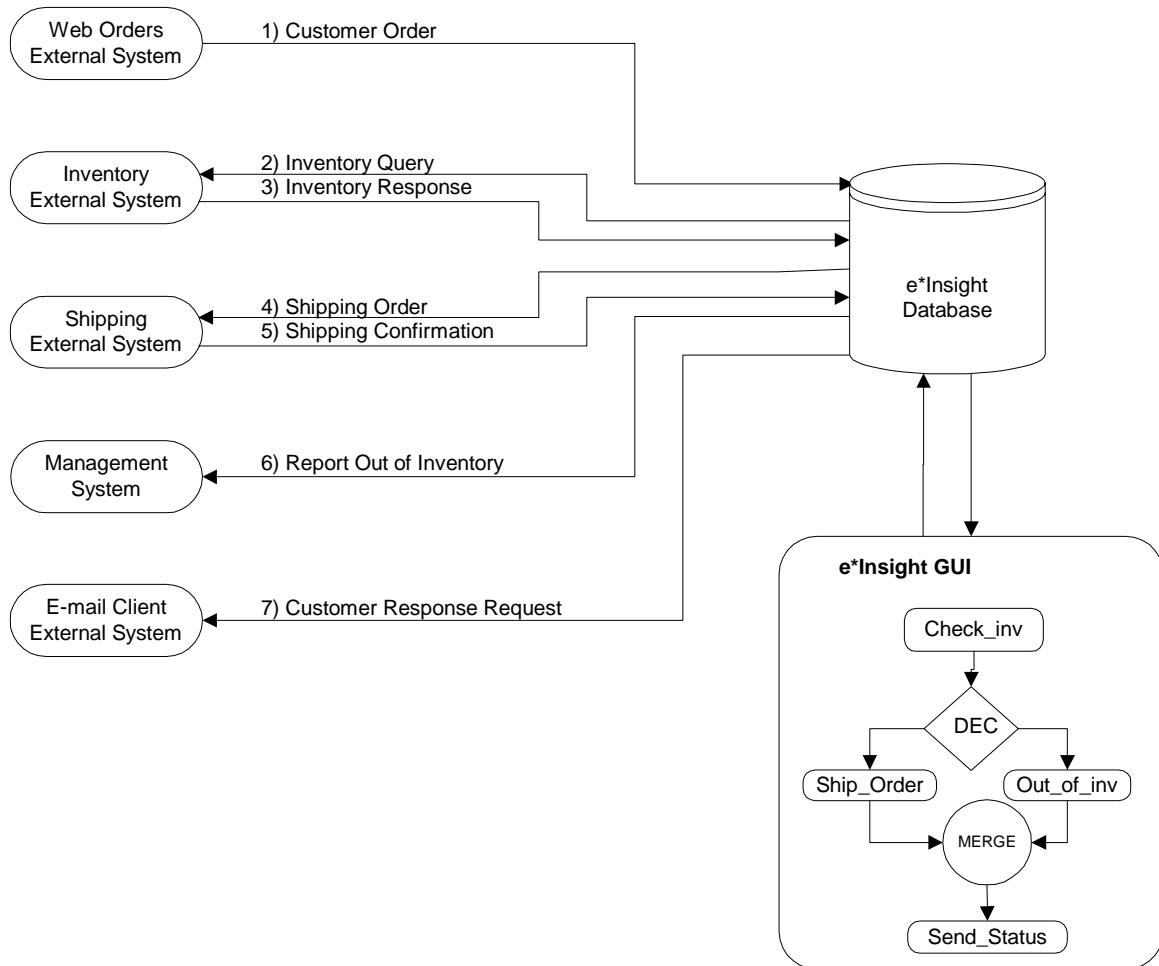 Web Orders
External System
1) Customer Order
Inventory
External System
2) Inventory Query
3) Inventory Response
Shipping
External System
4) Shipping Order
5) Shipping Confirmation
e*Insight
Database
Management
System
6) Report Out of Inventory
E-mail Client
External System
7) Customer Response Request
e*Insight GUI
Check_inv
DEC
Ship_Order
Out_of_inv
MERGE
Send_Status